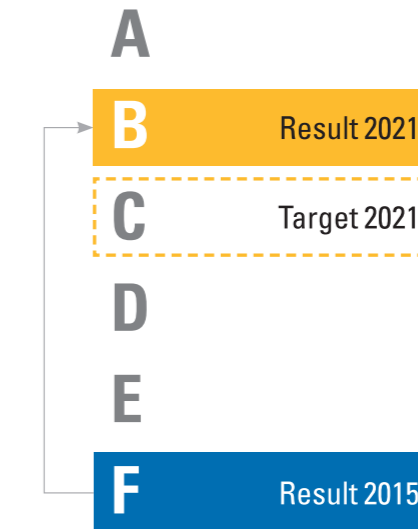 A
B Result 2021
C Target 2021
D
E
F Result 2015